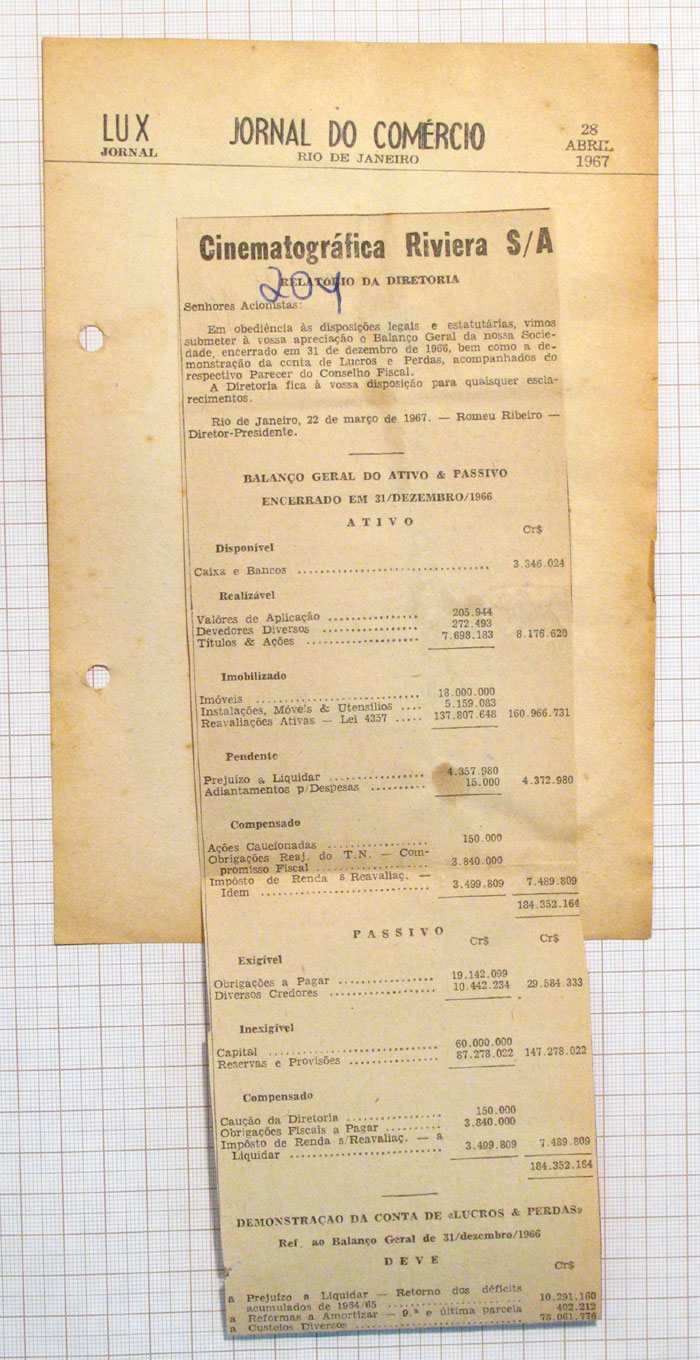 LUX
JORNAL
JORNAL DO COMÉRCIO
RIO DE JANEIRO
28
ABRIL
1967
Cinematográfica Riviera S/A
204
RELATÓRIO DA DIRETORIA
Senhores Acionistas:
Em obediência às disposições legais e estatutárias, vimos
submeter à vossa apreciação o Balanço Geral da nossa Socie-
dade, encerrado em 31 de dezembro de 1966, bem como a de-
monstração da conta de Lucros e Perdas, acompanhados do
respectivo Parecer do Conselho Fiscal.
A Diretoria fica à vossa disposição para quaisquer escla-
recimentos.
Rio de Janeiro, 22 de março de 1967. — Romeu Ribeiro —
Diretor-Presidente.
BALANÇO GERAL DO ATIVO & PASSIVO
ENCERRADO EM 31/DEZEMBRO/1966
ATIVO
Cr$
Disponível
Caixa e Bancos .................................. 3.346.024
Realizável
Valôres de Aplicação ................ 205.944
Devedores Diversos ................. 272.493
Títulos & Ações .................... 7.698.183 8.176.620
Imobilizado
Imóveis ............................ 18.000.000
Instalações, Móveis & Utensílios .... 5.159.083
Reavaliações Ativas — Lei 4357 ..... 137.807.648 160.966.731
Pendente
Prejuízo a Liquidar ................. 4.357.980
Adiantamentos p/Despesas .......... 15.000 4.372.980
Compensado
Ações Caucionadas .................. 150.000
Obrigações Reaj. do T.N. — Com-
promisso Fiscal .................... 3.840.000
Impôsto de Renda s Reavaliaç. —
Idem .............................. 3.499.809 7.489.809
184.352.164
PASSIVO
Cr$ Cr$
Exigível
Obrigações a Pagar ................. 19.142.099
Diversos Credores .................. 10.442.234 29.584.333
Inexigível
Capital ............................. 60.000.000
Reservas e Provisões ................ 87.278.022 147.278.022
Compensado
Caução da Diretoria ................. 150.000
Obrigações Fiscais a Pagar .......... 3.840.000
Impôsto de Renda s/Reavaliaç. — a
Liquidar .......................... 3.499.809 7.489.809
184.352.164
DEMONSTRAÇAO DA CONTA DE «LUCROS & PERDAS»
Ref. ao Balanço Geral de 31/dezembro/1966
DEVE
Cr$
a Prejuízo a Liquidar — Retorno dos déficits
acumulados de 1964/65 ........................ 10.291.160
a Reformas a Amortizar — 9.ª e última parcela 402.212
a Custeios Diversos ............................ 78.061.776